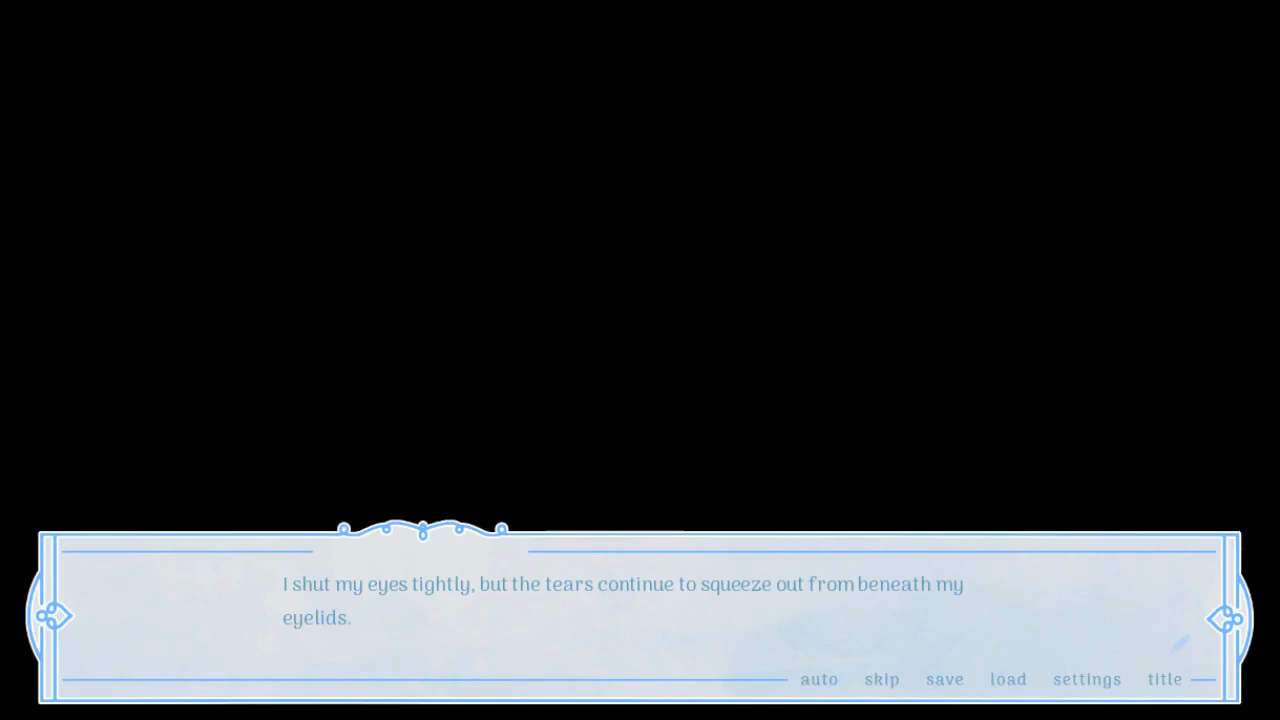 I shut my eyes tightly, but the tears continue to squeeze out from beneath my
eyelids.
auto skip save load settings title